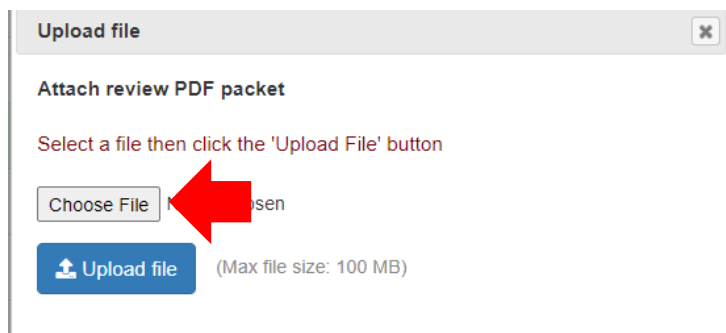 Upload file
Attach review PDF packet
Select a file then click the 'Upload File' button
Choose File
Upload file (Max file size: 100 MB)